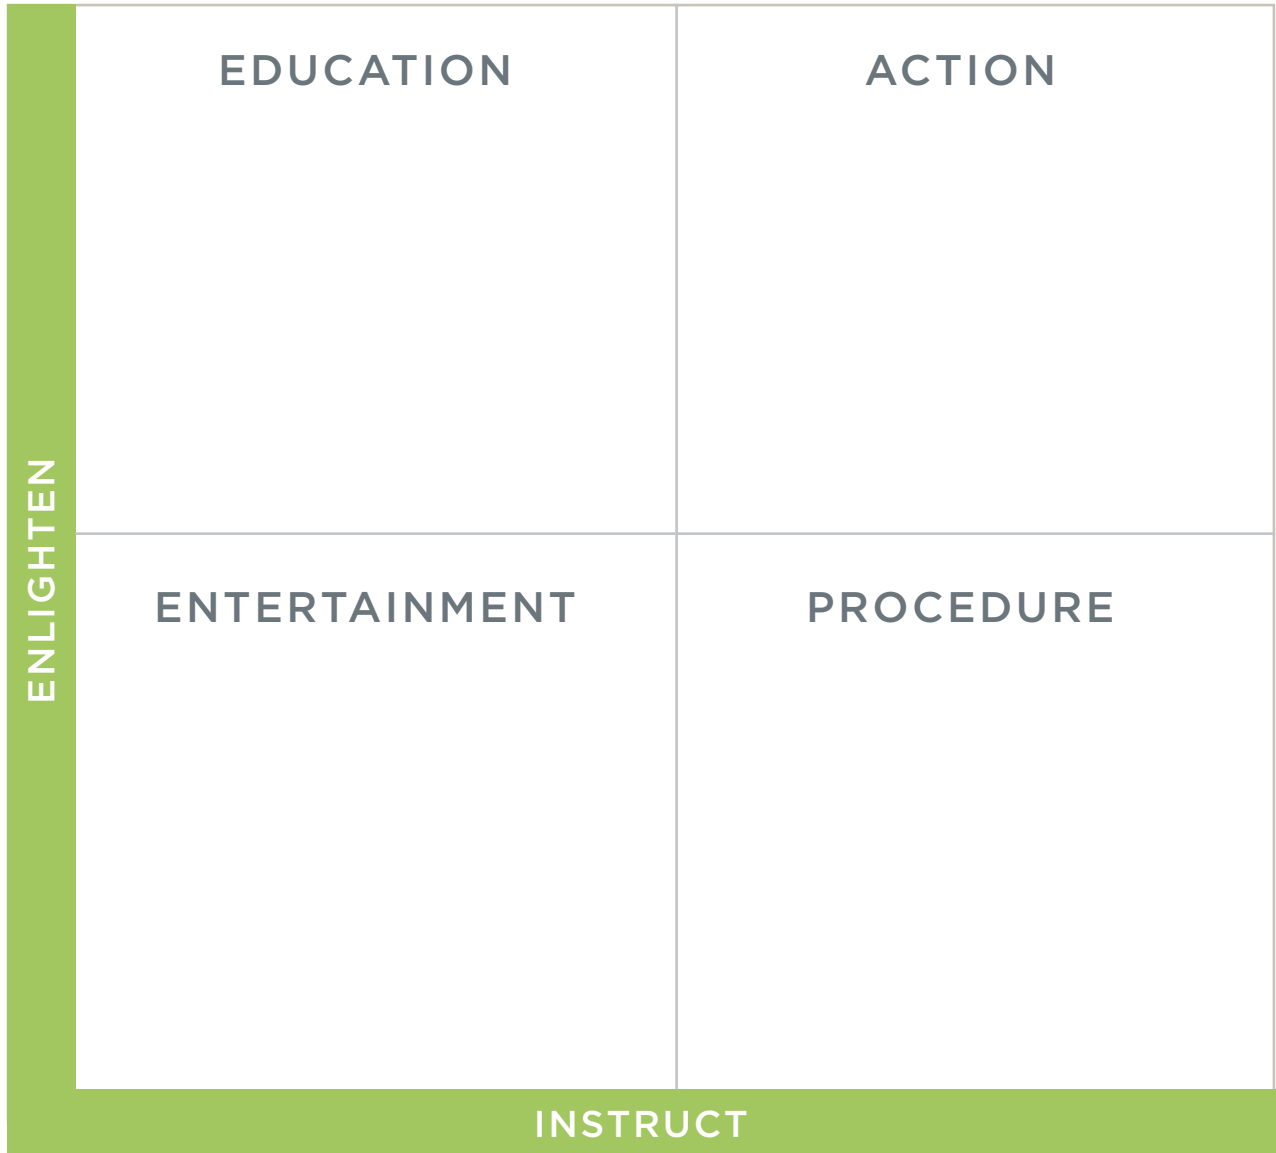 EDUCATION
ACTION
ENLIGHTEN
ENTERTAINMENT
PROCEDURE
INSTRUCT